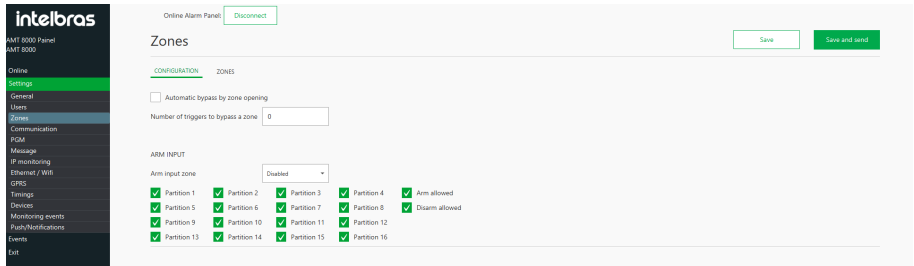 intelbras
AMT 8000 Painel
AMT 8000
Online
Settings
General
Users
Zones
Communication
PGM
Message
IP monitoring
Ethernet / Wifi
GPRS
Timings
Devices
Monitoring events
Push/Notifications
Events
Exit
Online Alarm Panel: Disconnect
Zones Save Save and send
CONFIGURATION ZONES
Automatic bypass by zone opening
Number of triggers to bypass a zone 0
ARM INPUT
Arm input zone Disabled
Partition 1 Partition 2 Partition 3 Partition 4 Arm allowed
Partition 5 Partition 6 Partition 7 Partition 8 Disarm allowed
Partition 9 Partition 10 Partition 11 Partition 12
Partition 13 Partition 14 Partition 15 Partition 16